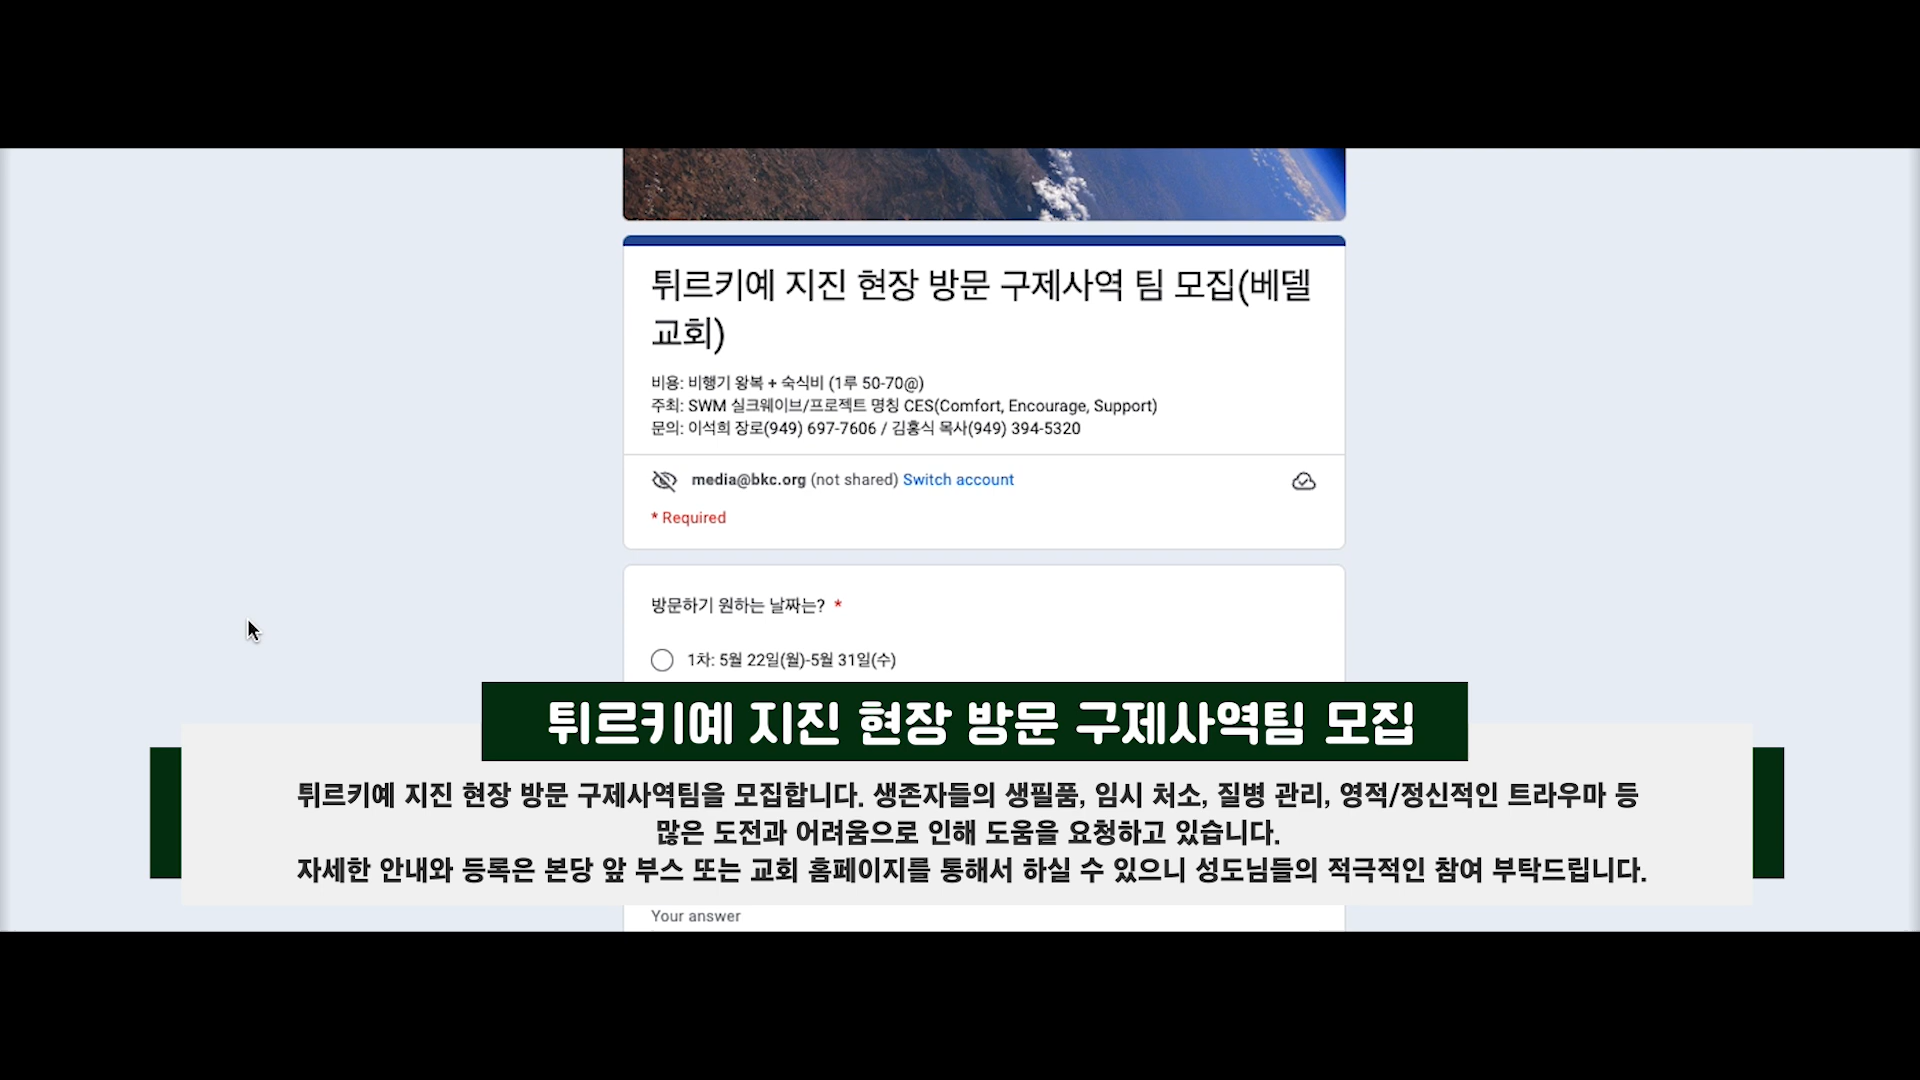 튀르키예 지진 현장 방문 구제사역 팀 모집(베델
교회)
비용: 비행기 왕복 + 숙식비 (1루 50-70@)
주최: SWM 실크웨이브/프로젝트 명칭 CES(Comfort, Encourage, Support)
문의: 이석희 장로(949) 697-7606 / 김홍식 목사(949) 394-5320
media@bkc.org (not shared) Switch account
* Required
방문하기 원하는 날짜는? *
1차: 5월 22일(월)-5월 31일(수)
튀르키예 지진 현장 방문 구제사역팀 모집
튀르키예 지진 현장 방문 구제사역팀을 모집합니다. 생존자들의 생필품, 임시 처소, 질병 관리, 영적/정신적인 트라우마 등
많은 도전과 어려움으로 인해 도움을 요청하고 있습니다.
자세한 안내와 등록은 본당 앞 부스 또는 교회 홈페이지를 통해서 하실 수 있으니 성도님들의 적극적인 참여 부탁드립니다.
Your answer